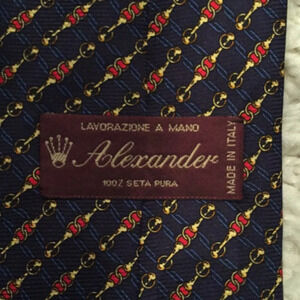 LAVORAZIONE A MANO
Alexander
100% SETA PURA
MADE IN ITALY